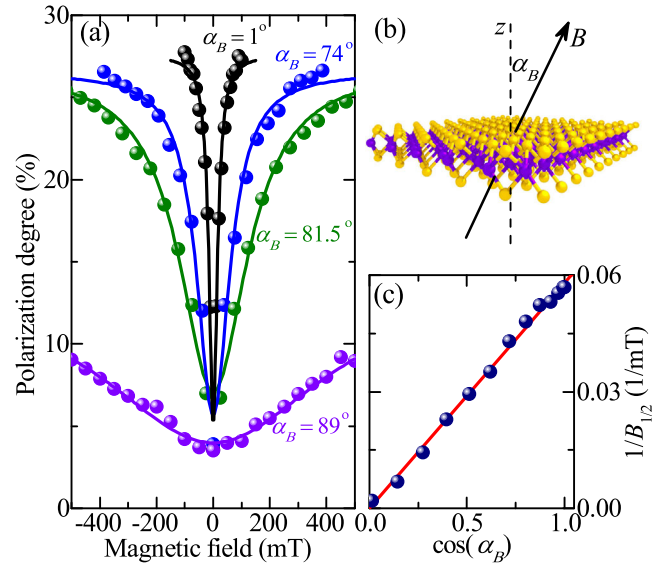 (a)
α_B = 1°
α_B = 74°
α_B = 81.5°
α_B = 89°
30
20
10
0
Polarization degree (%)
-400 -200 0 200 400
Magnetic field (mT)
(b)
z
B
α_B
(c)
0.06
0.03
0.00
1/B_{1/2} (1/mT)
0.0 0.5 1.0
cos(α_B)